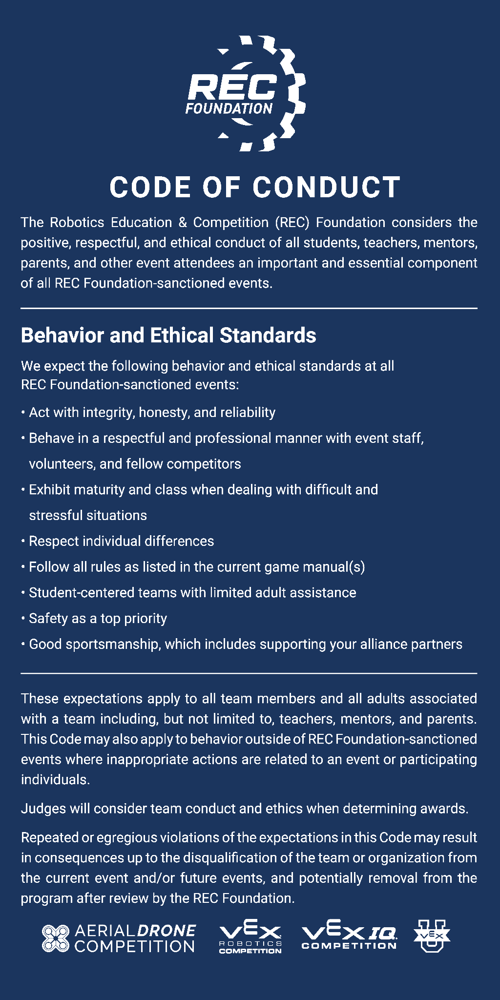 REC
FOUNDATION
CODE OF CONDUCT
The Robotics Education & Competition (REC) Foundation considers the
positive, respectful, and ethical conduct of all students, teachers, mentors,
parents, and other event attendees an important and essential component
of all REC Foundation-sanctioned events.
Behavior and Ethical Standards
We expect the following behavior and ethical standards at all
REC Foundation-sanctioned events:
• Act with integrity, honesty, and reliability
• Behave in a respectful and professional manner with event staff,
volunteers, and fellow competitors
• Exhibit maturity and class when dealing with difficult and
stressful situations
• Respect individual differences
• Follow all rules as listed in the current game manual(s)
• Student-centered teams with limited adult assistance
• Safety as a top priority
• Good sportsmanship, which includes supporting your alliance partners
These expectations apply to all team members and all adults associated
with a team including, but not limited to, teachers, mentors, and parents.
This Code may also apply to behavior outside of REC Foundation-sanctioned
events where inappropriate actions are related to an event or participating
individuals.
Judges will consider team conduct and ethics when determining awards.
Repeated or egregious violations of the expectations in this Code may result
in consequences up to the disqualification of the team or organization from
the current event and/or future events, and potentially removal from the
program after review by the REC Foundation.
AERIAL DRONE
COMPETITION
VEX
ROBOTICS
COMPETITION
VEX IQ
COMPETITION
VEX U